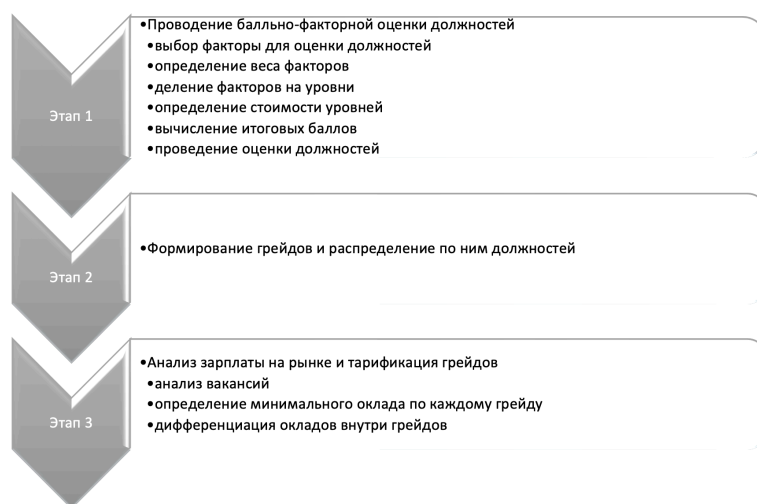 Этап 1
•Проводение балльно-факторной оценки должностей
•выбор факторы для оценки должностей
•определение веса факторов
•деление факторов на уровни
•определение стоимости уровней
•вычисление итоговых баллов
•проведение оценки должностей
Этап 2
•Формирование грейдов и распределение по ним должностей
Этап 3
•Анализ зарплаты на рынке и тарификация грейдов
•анализ вакансий
•определение минимального оклада по каждому грейду
•дифференциация окладов внутри грейдов